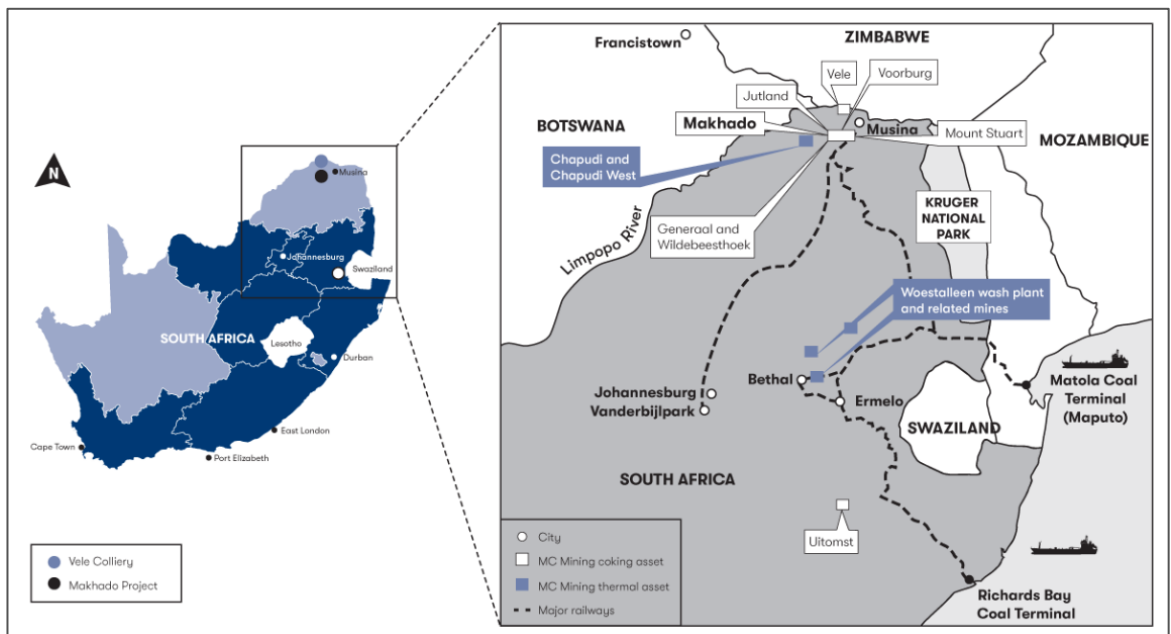 N
Musina
Johannesburg
Swaziland
SOUTH AFRICA
Lesotho
Durban
East London
Cape Town
Port Elizabeth
Vele Colliery
Makhado Project
Francistown
ZIMBABWE
Vele
Voorburg
Jutland
BOTSWANA
Makhado
Musina
Mount Stuart
MOZAMBIQUE
Chapudi and
Chapudi West
KRUGER
NATIONAL
PARK
Limpopo River
Generaal and
Wildebeesthoek
Woestalleen wash plant
and related mines
Bethal
Johannesburg
Vanderbijlpark
Ermelo
Matola Coal
Terminal
(Maputo)
SWAZILAND
SOUTH AFRICA
Uitomst
City
MC Mining coking asset
MC Mining thermal asset
Major railways
Richards Bay
Coal Terminal